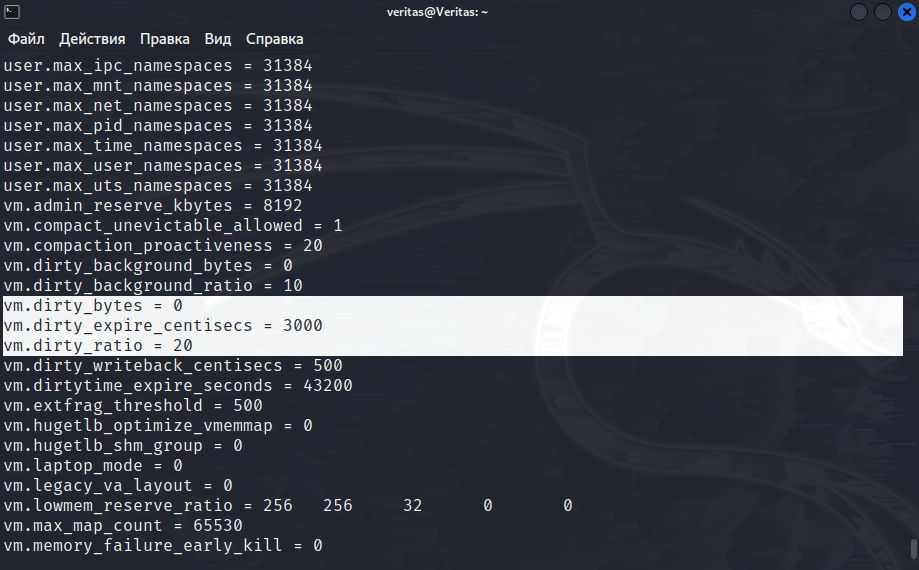 veritas@Veritas: ~
Файл Действия Правка Вид Справка
user.max_ipc_namespaces = 31384
user.max_mnt_namespaces = 31384
user.max_net_namespaces = 31384
user.max_pid_namespaces = 31384
user.max_time_namespaces = 31384
user.max_user_namespaces = 31384
user.max_uts_namespaces = 31384
vm.admin_reserve_kbytes = 8192
vm.compact_unevictable_allowed = 1
vm.compaction_proactiveness = 20
vm.dirty_background_bytes = 0
vm.dirty_background_ratio = 10
vm.dirty_bytes = 0
vm.dirty_expire_centisecs = 3000
vm.dirty_ratio = 20
vm.dirty_writeback_centisecs = 500
vm.dirtytime_expire_seconds = 43200
vm.extfrag_threshold = 500
vm.hugetlb_optimize_vmemmap = 0
vm.hugetlb_shm_group = 0
vm.laptop_mode = 0
vm.legacy_va_layout = 0
vm.lowmem_reserve_ratio = 256   256     32      0       0
vm.max_map_count = 65530
vm.memory_failure_early_kill = 0